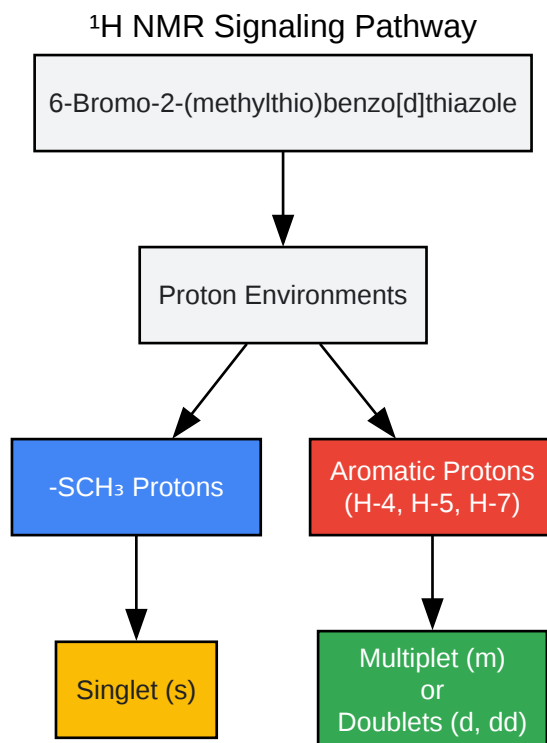 ¹H NMR Signaling Pathway
6-Bromo-2-(methylthio)benzo[d]thiazole
Proton Environments
-SCH₃ Protons
Aromatic Protons
(H-4, H-5, H-7)
Singlet (s)
Multiplet (m)
or
Doublets (d, dd)